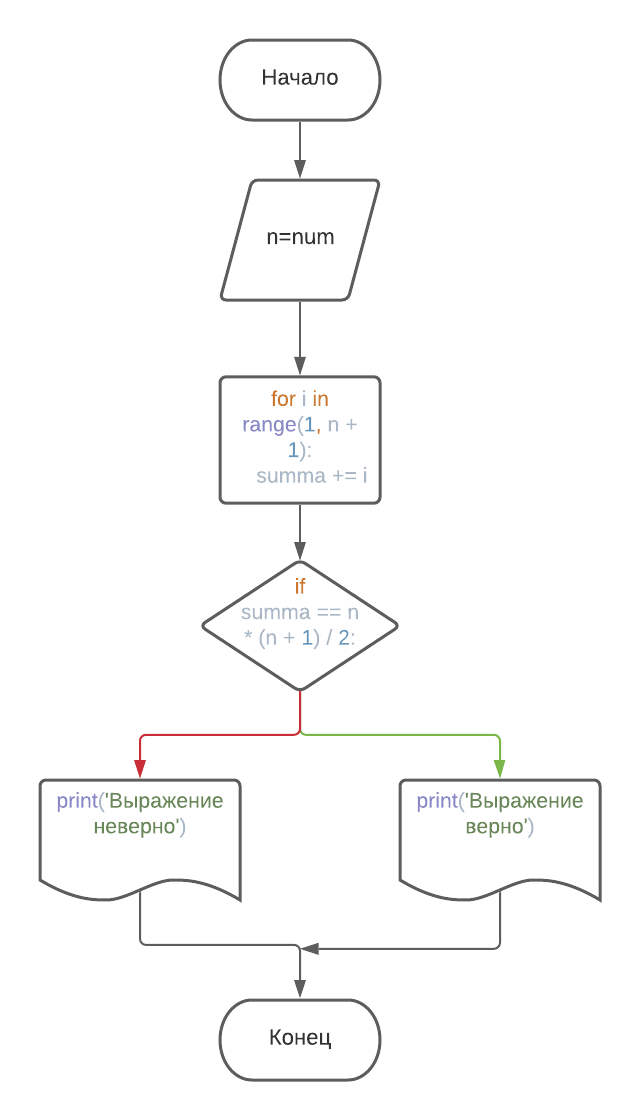 Начало
n=num
for i in
range(1, n +
1):
summa += i
if
summa == n
* (n + 1) / 2:
print('Выражение
неверно')
print('Выражение
верно')
Конец